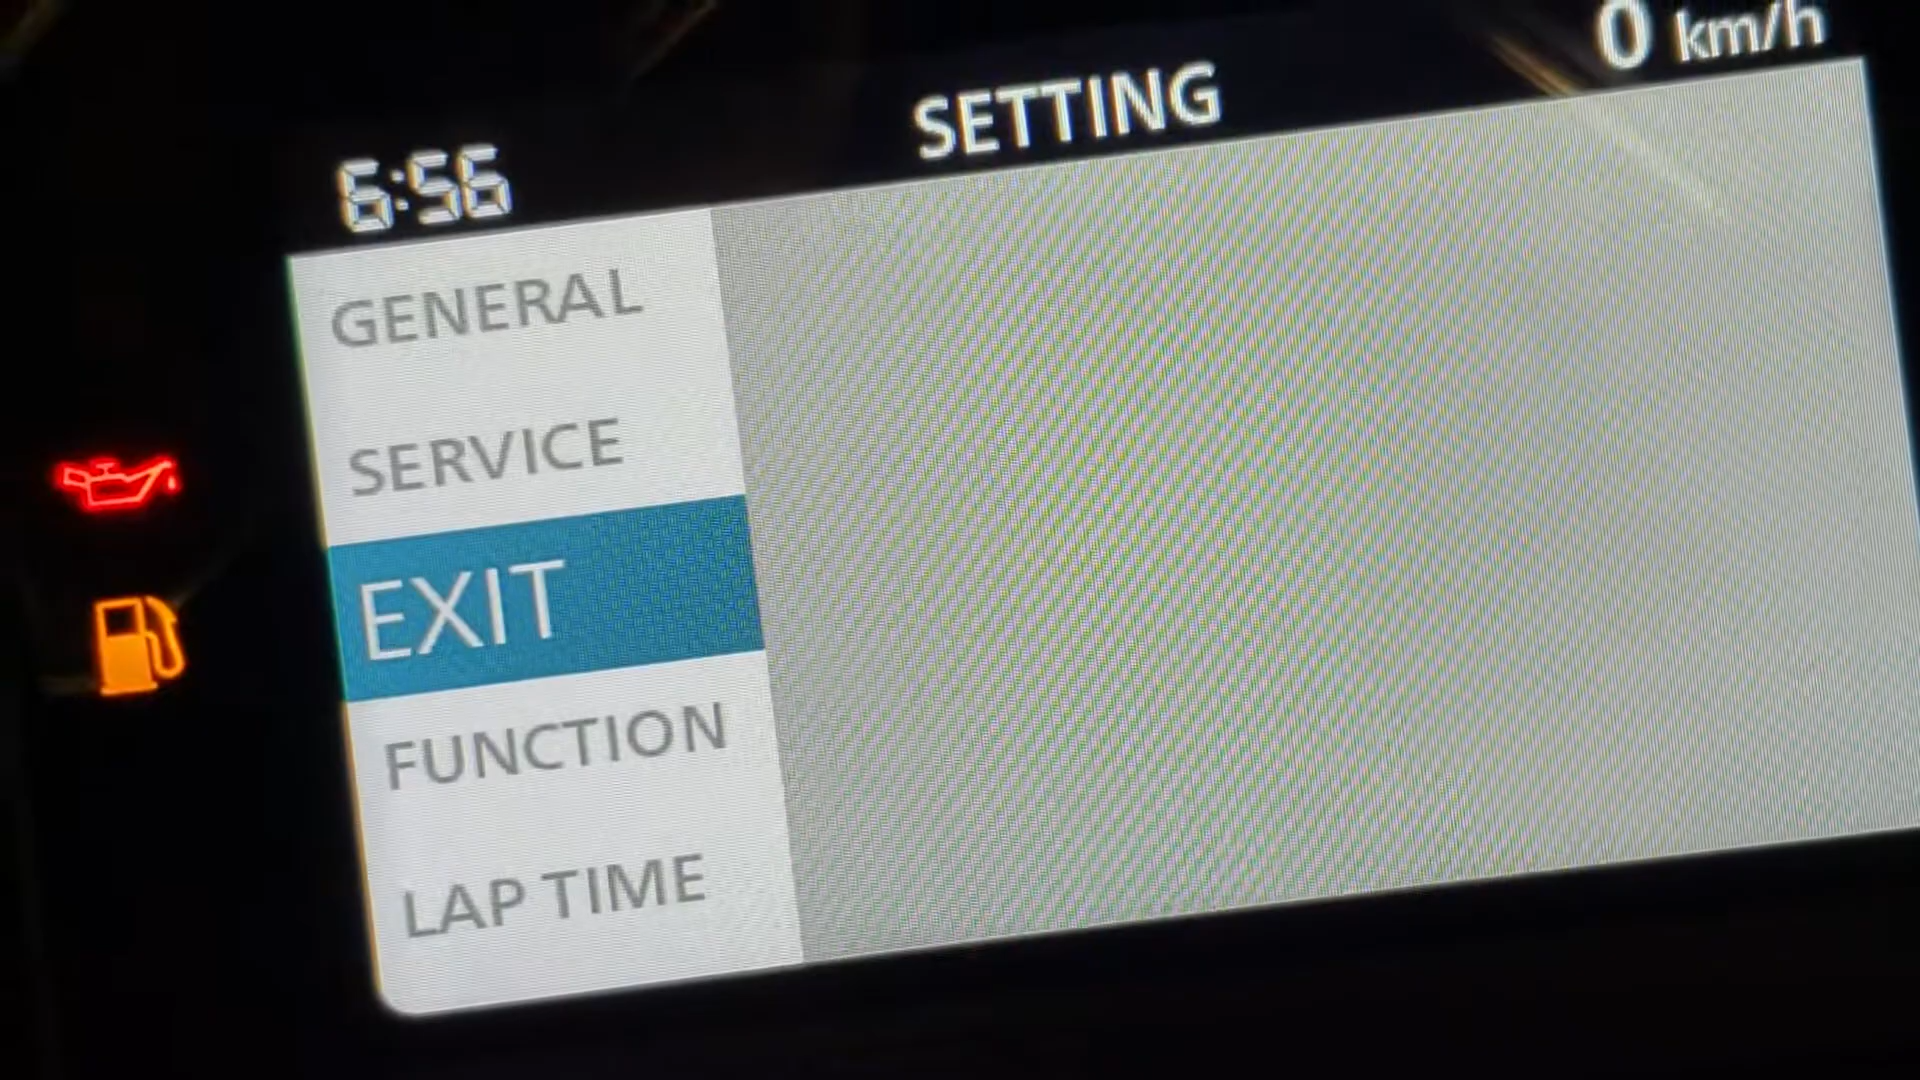 0 km/h
SETTING
6:56
GENERAL
SERVICE
EXIT
FUNCTION
LAP TIME